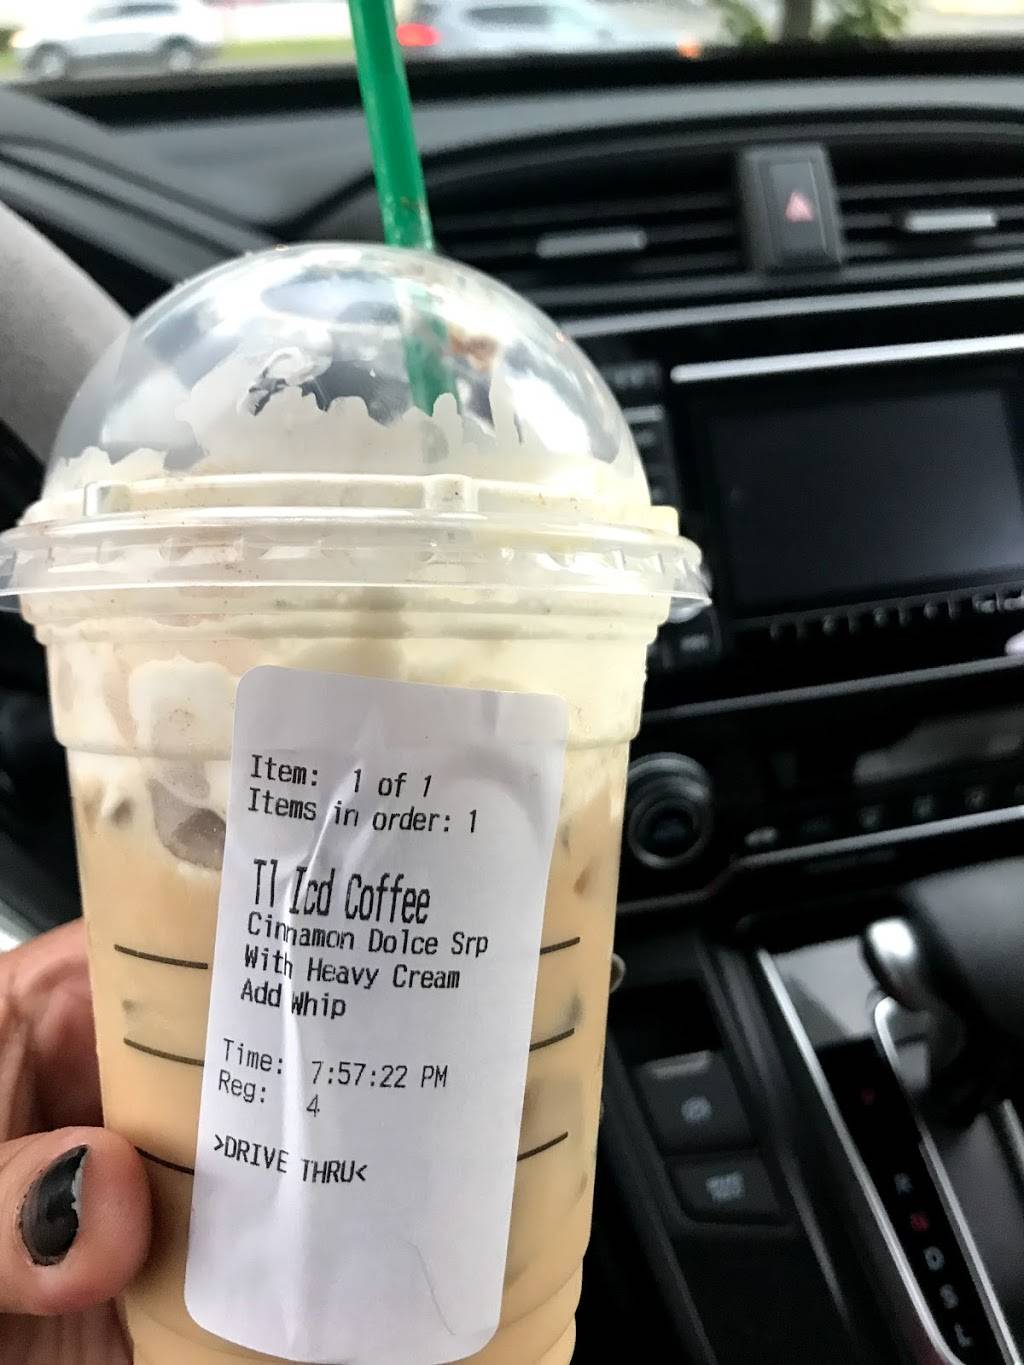 Item: 1 of 1
Items in order: 1
Tl Icd Coffee
Cinnamon Dolce Srp
With Heavy Cream
Add Whip
Time: 7:57:22 PM
Reg: 4
>DRIVE THRU<
R
N
D
S
L